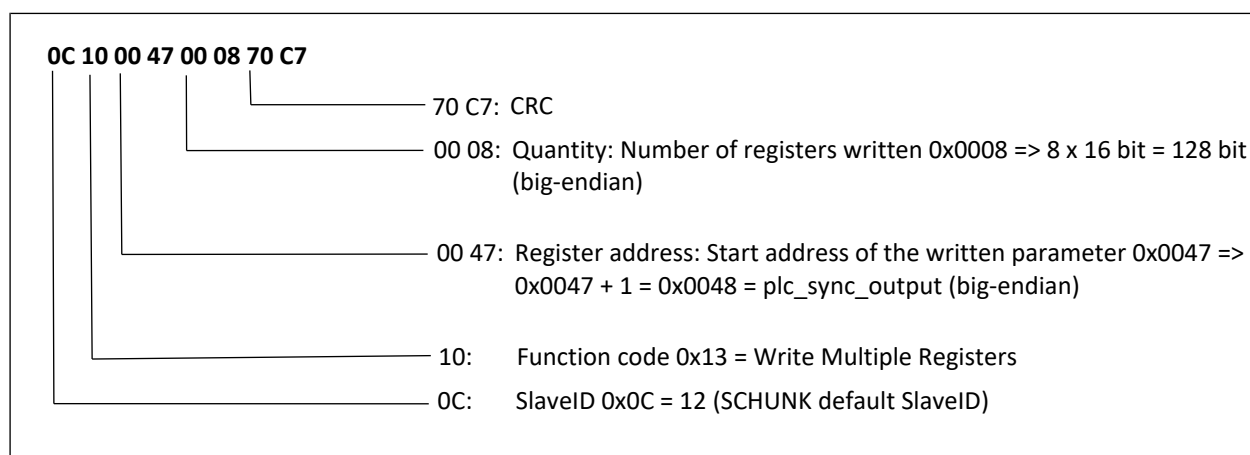 0C 10 00 47 00 08 70 C7
70 C7: CRC
00 08: Quantity: Number of registers written 0x0008 => 8 x 16 bit = 128 bit
(big-endian)
00 47: Register address: Start address of the written parameter 0x0047 =>
0x0047 + 1 = 0x0048 = plc_sync_output (big-endian)
10: Function code 0x13 = Write Multiple Registers
0C: SlaveID 0x0C = 12 (SCHUNK default SlaveID)